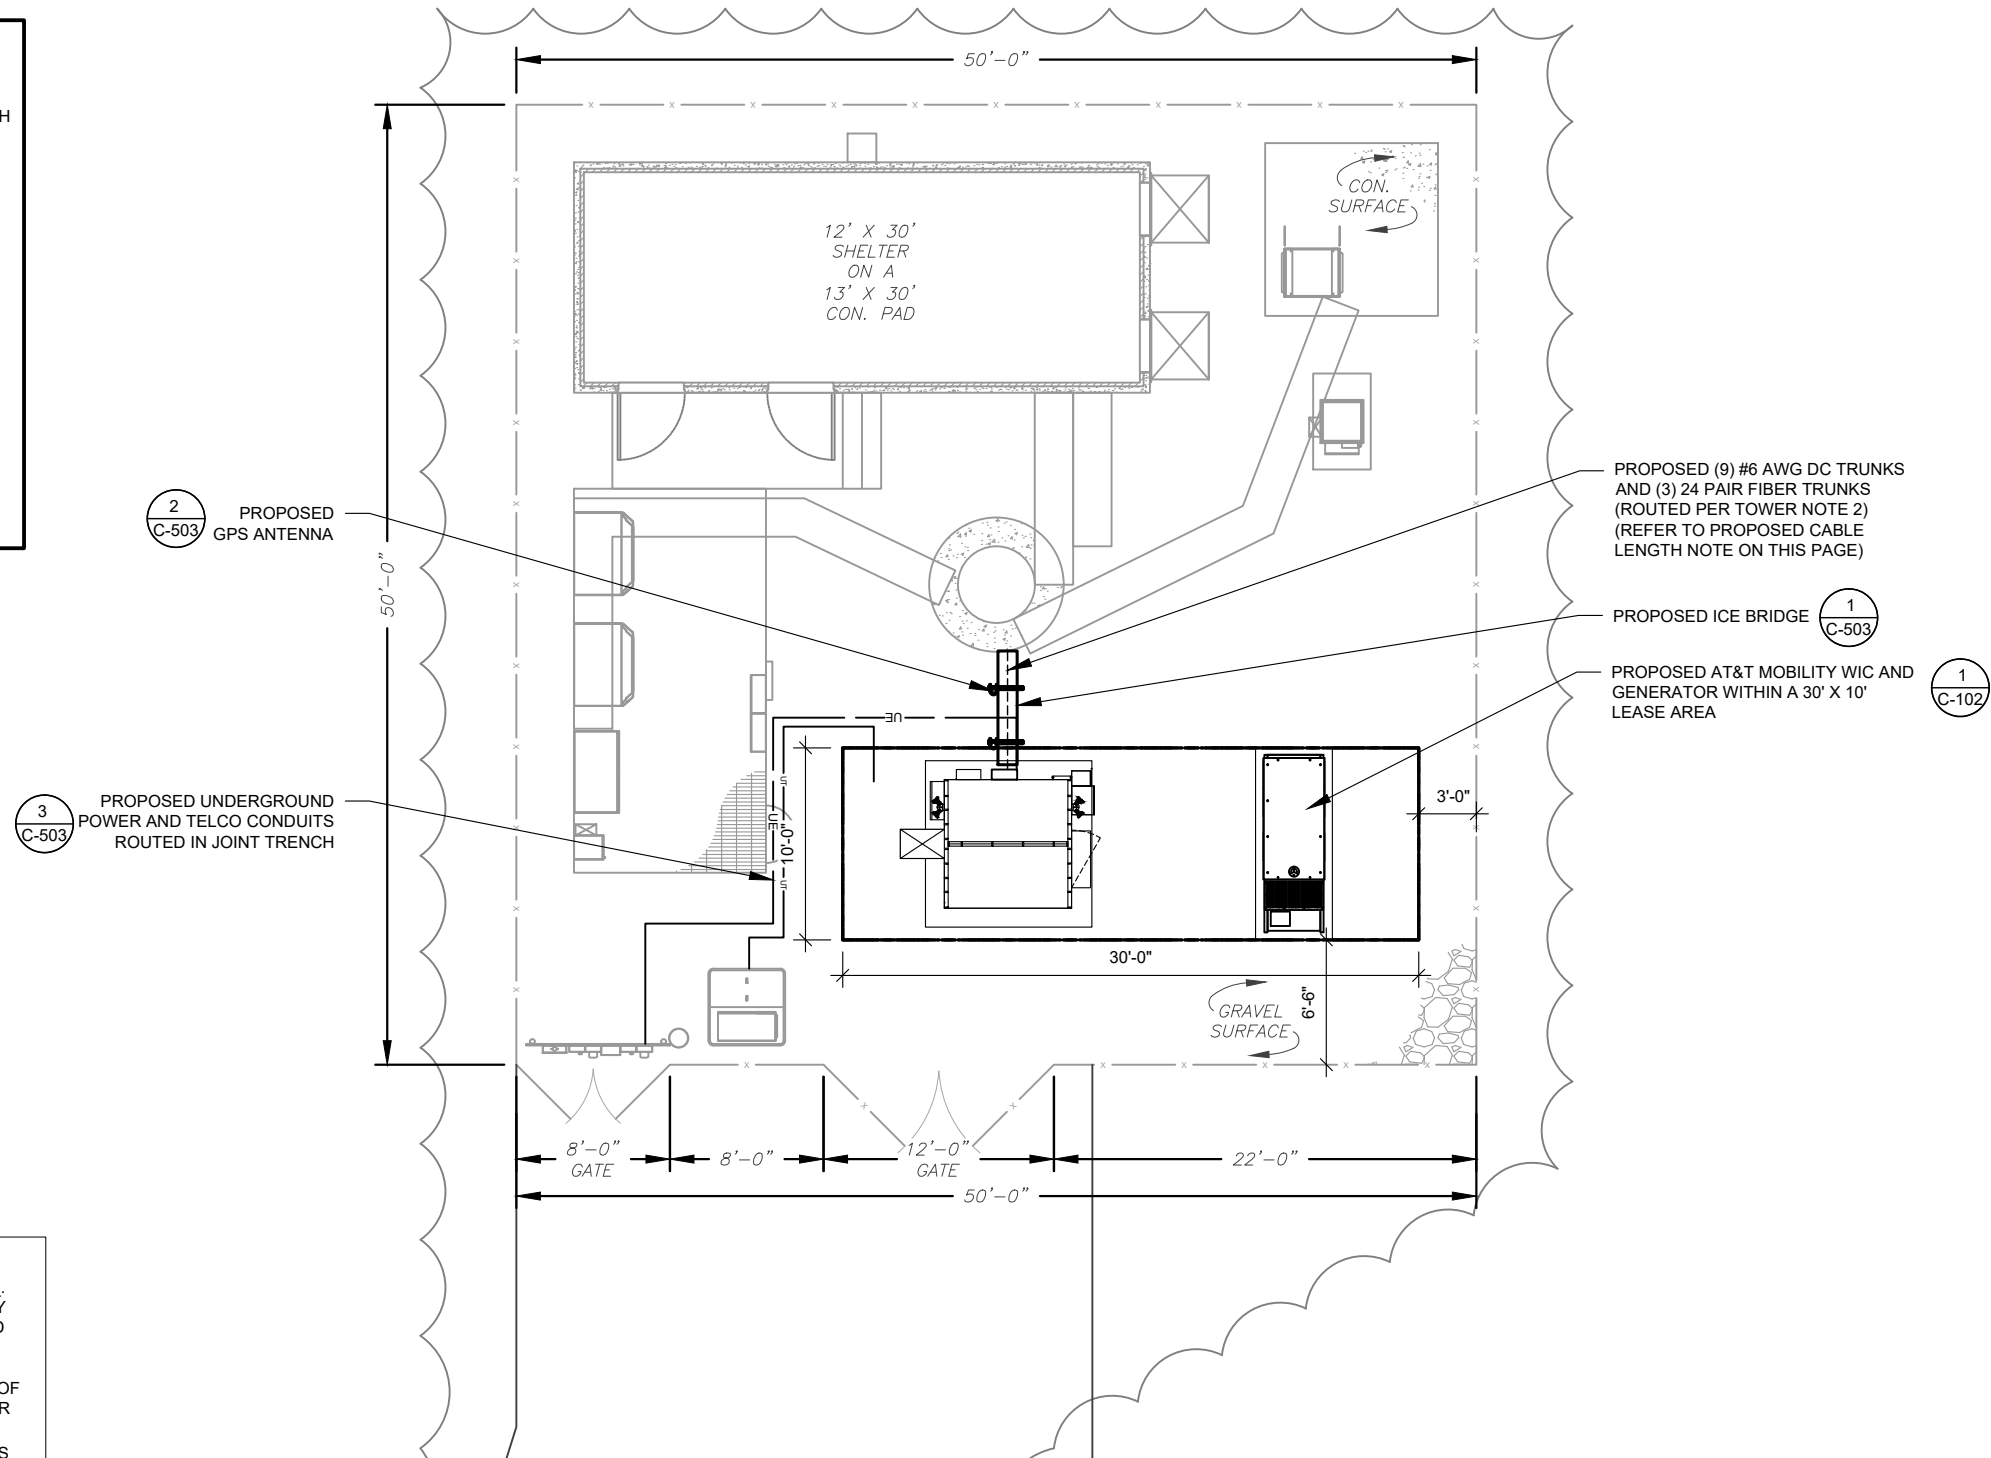 H
50'-0"
CON.
SURFACE
12' X 30'
SHELTER
ON A
13' X 30'
CON. PAD
50'-0"
2
C-503
PROPOSED
GPS ANTENNA
PROPOSED (9) #6 AWG DC TRUNKS
AND (3) 24 PAIR FIBER TRUNKS
(ROUTED PER TOWER NOTE 2)
(REFER TO PROPOSED CABLE
LENGTH NOTE ON THIS PAGE)
PROPOSED ICE BRIDGE
1
C-503
PROPOSED AT&T MOBILITY WIC AND
GENERATOR WITHIN A 30' X 10'
LEASE AREA
1
C-102
UE
UT
UE
UT
10'-0"
3'-0"
3
C-503
PROPOSED UNDERGROUND
POWER AND TELCO CONDUITS
ROUTED IN JOINT TRENCH
30'-0"
GRAVEL
SURFACE
6'-6"
8'-0"
GATE
8'-0"
12'-0"
GATE
22'-0"
50'-0"
Y
OF
R
S